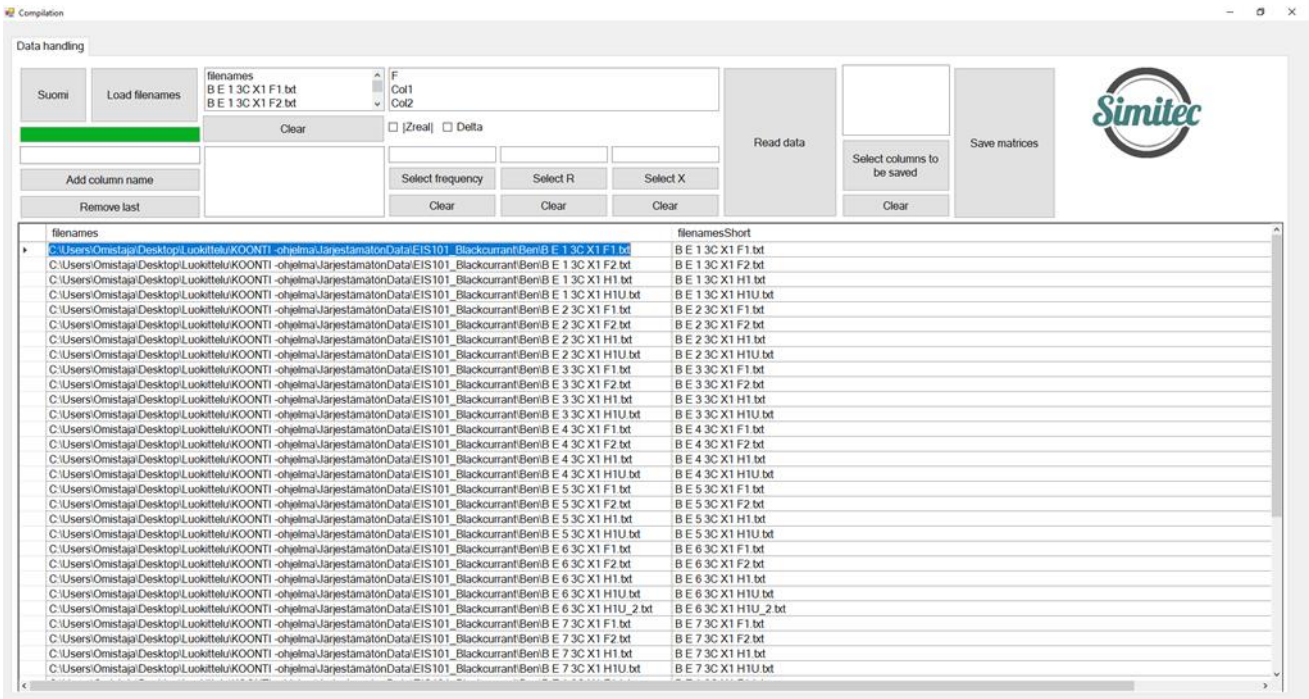 Compilation
Data handling
Suomi
Load filenames
filenames
B E 1 3C X1 F1.txt
B E 1 3C X1 F2.txt
F
Col1
Col2
Clear
|Zreal| Delta
Read data
Select columns to
be saved
Save matrices
Simitec
Add column name
Select frequency Select R Select X
Remove last
Clear Clear Clear Clear
filenames filenamesShort
C:\Users\Omistaja\Desktop\Luokittelu\KOONTI -ohjelma\JärjestämätönData\EIS101_Blackcurrant\Ben\B E 1 3C X1 F1.txt B E 1 3C X1 F1.txt
C:\Users\Omistaja\Desktop\Luokittelu\KOONTI -ohjelma\JärjestämätönData\EIS101_Blackcurrant\Ben\B E 1 3C X1 F2.txt B E 1 3C X1 F2.txt
C:\Users\Omistaja\Desktop\Luokittelu\KOONTI -ohjelma\JärjestämätönData\EIS101_Blackcurrant\Ben\B E 1 3C X1 H1.txt B E 1 3C X1 H1.txt
C:\Users\Omistaja\Desktop\Luokittelu\KOONTI -ohjelma\JärjestämätönData\EIS101_Blackcurrant\Ben\B E 1 3C X1 H1U.txt B E 1 3C X1 H1U.txt
C:\Users\Omistaja\Desktop\Luokittelu\KOONTI -ohjelma\JärjestämätönData\EIS101_Blackcurrant\Ben\B E 2 3C X1 F1.txt B E 2 3C X1 F1.txt
C:\Users\Omistaja\Desktop\Luokittelu\KOONTI -ohjelma\JärjestämätönData\EIS101_Blackcurrant\Ben\B E 2 3C X1 F2.txt B E 2 3C X1 F2.txt
C:\Users\Omistaja\Desktop\Luokittelu\KOONTI -ohjelma\JärjestämätönData\EIS101_Blackcurrant\Ben\B E 2 3C X1 H1.txt B E 2 3C X1 H1.txt
C:\Users\Omistaja\Desktop\Luokittelu\KOONTI -ohjelma\JärjestämätönData\EIS101_Blackcurrant\Ben\B E 2 3C X1 H1U.txt B E 2 3C X1 H1U.txt
C:\Users\Omistaja\Desktop\Luokittelu\KOONTI -ohjelma\JärjestämätönData\EIS101_Blackcurrant\Ben\B E 3 3C X1 F1.txt B E 3 3C X1 F1.txt
C:\Users\Omistaja\Desktop\Luokittelu\KOONTI -ohjelma\JärjestämätönData\EIS101_Blackcurrant\Ben\B E 3 3C X1 F2.txt B E 3 3C X1 F2.txt
C:\Users\Omistaja\Desktop\Luokittelu\KOONTI -ohjelma\JärjestämätönData\EIS101_Blackcurrant\Ben\B E 3 3C X1 H1.txt B E 3 3C X1 H1.txt
C:\Users\Omistaja\Desktop\Luokittelu\KOONTI -ohjelma\JärjestämätönData\EIS101_Blackcurrant\Ben\B E 3 3C X1 H1U.txt B E 3 3C X1 H1U.txt
C:\Users\Omistaja\Desktop\Luokittelu\KOONTI -ohjelma\JärjestämätönData\EIS101_Blackcurrant\Ben\B E 4 3C X1 F1.txt B E 4 3C X1 F1.txt
C:\Users\Omistaja\Desktop\Luokittelu\KOONTI -ohjelma\JärjestämätönData\EIS101_Blackcurrant\Ben\B E 4 3C X1 F2.txt B E 4 3C X1 F2.txt
C:\Users\Omistaja\Desktop\Luokittelu\KOONTI -ohjelma\JärjestämätönData\EIS101_Blackcurrant\Ben\B E 4 3C X1 H1.txt B E 4 3C X1 H1.txt
C:\Users\Omistaja\Desktop\Luokittelu\KOONTI -ohjelma\JärjestämätönData\EIS101_Blackcurrant\Ben\B E 4 3C X1 H1U.txt B E 4 3C X1 H1U.txt
C:\Users\Omistaja\Desktop\Luokittelu\KOONTI -ohjelma\JärjestämätönData\EIS101_Blackcurrant\Ben\B E 5 3C X1 F1.txt B E 5 3C X1 F1.txt
C:\Users\Omistaja\Desktop\Luokittelu\KOONTI -ohjelma\JärjestämätönData\EIS101_Blackcurrant\Ben\B E 5 3C X1 F2.txt B E 5 3C X1 F2.txt
C:\Users\Omistaja\Desktop\Luokittelu\KOONTI -ohjelma\JärjestämätönData\EIS101_Blackcurrant\Ben\B E 5 3C X1 H1.txt B E 5 3C X1 H1.txt
C:\Users\Omistaja\Desktop\Luokittelu\KOONTI -ohjelma\JärjestämätönData\EIS101_Blackcurrant\Ben\B E 5 3C X1 H1U.txt B E 5 3C X1 H1U.txt
C:\Users\Omistaja\Desktop\Luokittelu\KOONTI -ohjelma\JärjestämätönData\EIS101_Blackcurrant\Ben\B E 6 3C X1 F1.txt B E 6 3C X1 F1.txt
C:\Users\Omistaja\Desktop\Luokittelu\KOONTI -ohjelma\JärjestämätönData\EIS101_Blackcurrant\Ben\B E 6 3C X1 F2.txt B E 6 3C X1 F2.txt
C:\Users\Omistaja\Desktop\Luokittelu\KOONTI -ohjelma\JärjestämätönData\EIS101_Blackcurrant\Ben\B E 6 3C X1 H1.txt B E 6 3C X1 H1.txt
C:\Users\Omistaja\Desktop\Luokittelu\KOONTI -ohjelma\JärjestämätönData\EIS101_Blackcurrant\Ben\B E 6 3C X1 H1U.txt B E 6 3C X1 H1U.txt
C:\Users\Omistaja\Desktop\Luokittelu\KOONTI -ohjelma\JärjestämätönData\EIS101_Blackcurrant\Ben\B E 6 3C X1 H1U_2.txt B E 6 3C X1 H1U_2.txt
C:\Users\Omistaja\Desktop\Luokittelu\KOONTI -ohjelma\JärjestämätönData\EIS101_Blackcurrant\Ben\B E 7 3C X1 F1.txt B E 7 3C X1 F1.txt
C:\Users\Omistaja\Desktop\Luokittelu\KOONTI -ohjelma\JärjestämätönData\EIS101_Blackcurrant\Ben\B E 7 3C X1 F2.txt B E 7 3C X1 F2.txt
C:\Users\Omistaja\Desktop\Luokittelu\KOONTI -ohjelma\JärjestämätönData\EIS101_Blackcurrant\Ben\B E 7 3C X1 H1.txt B E 7 3C X1 H1.txt
C:\Users\Omistaja\Desktop\Luokittelu\KOONTI -ohjelma\JärjestämätönData\EIS101_Blackcurrant\Ben\B E 7 3C X1 H1U.txt B E 7 3C X1 H1U.txt